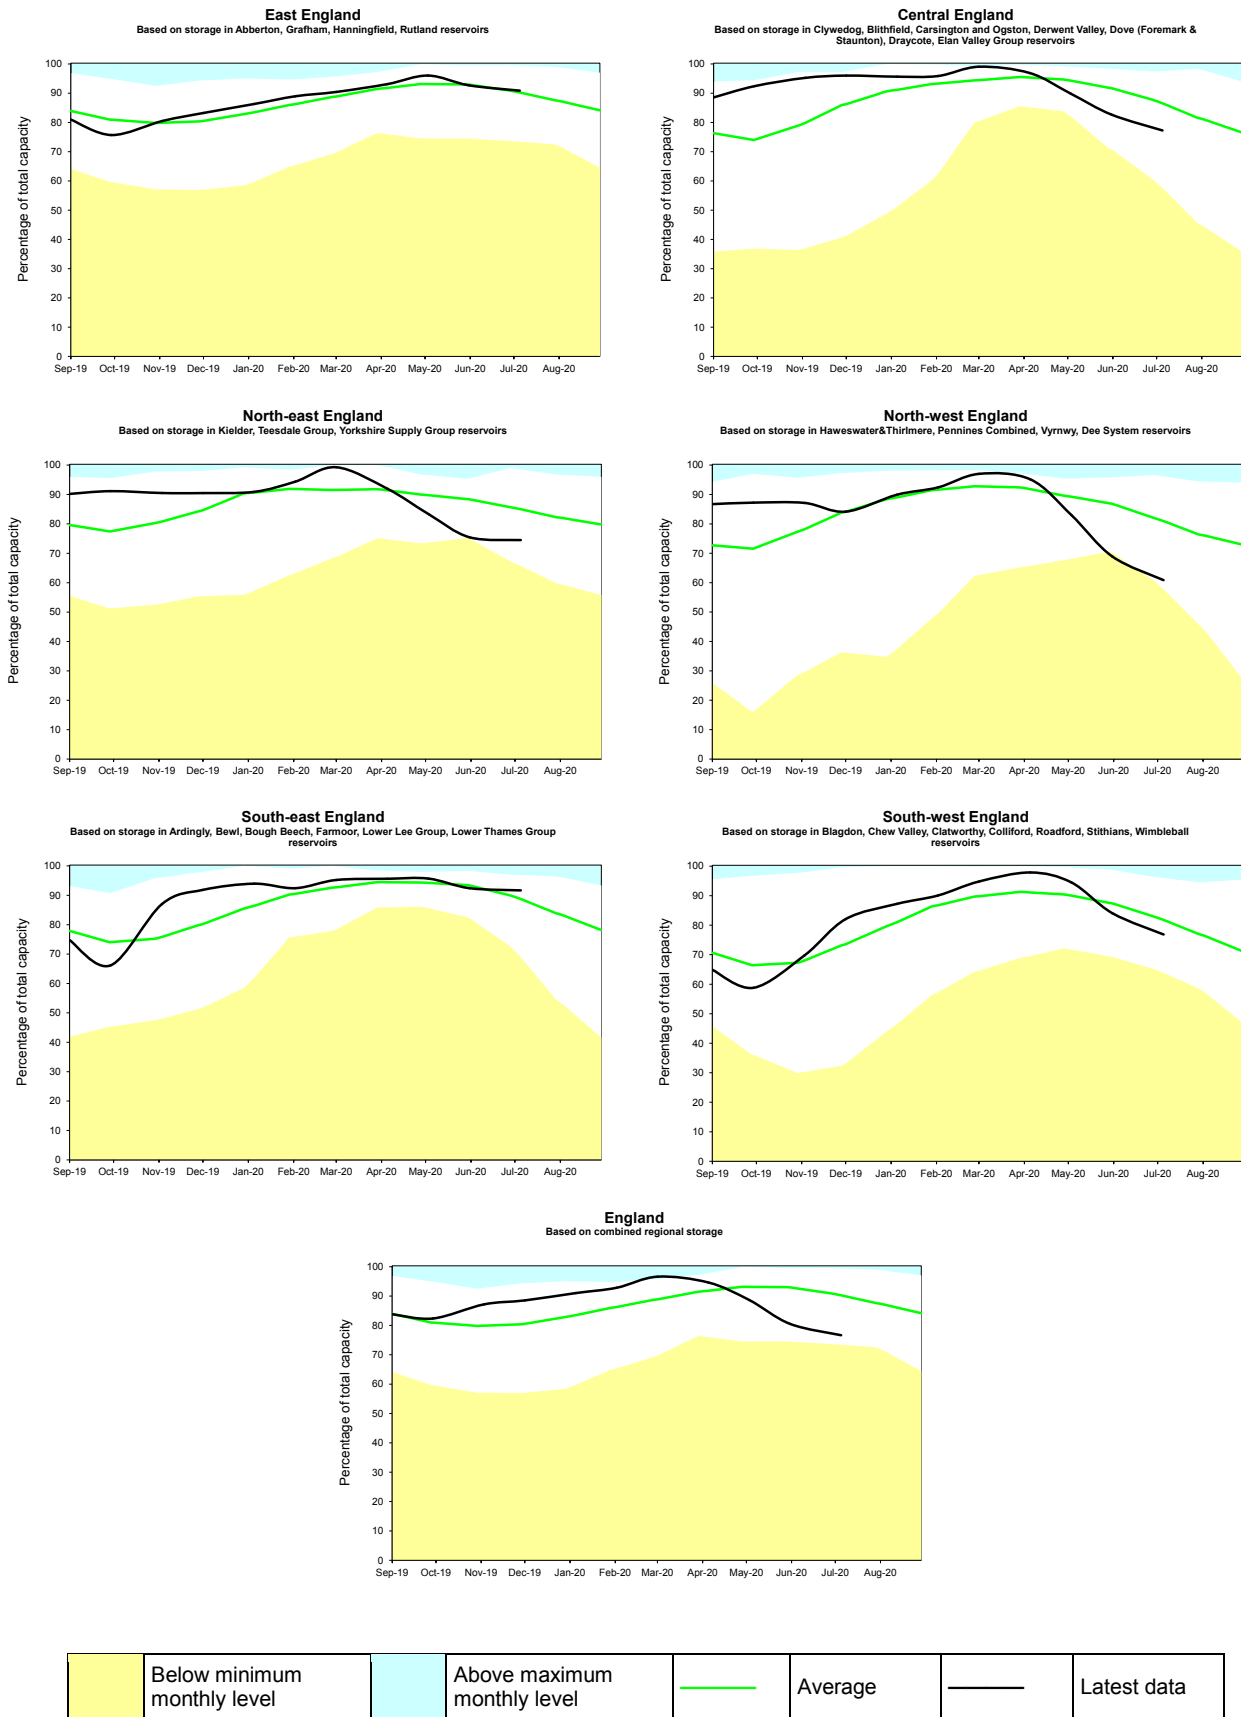 East England
Based on storage in Abberton, Grafham, Hanningfield, Rutland reservoirs
Percentage of total capacity
100
90
80
70
60
50
40
30
20
10
0
Sep-19 Oct-19 Nov-19 Dec-19 Jan-20 Feb-20 Mar-20 Apr-20 May-20 Jun-20 Jul-20 Aug-20
Central England
Based on storage in Clywedog, Blithfield, Carsington and Ogston, Derwent Valley, Dove (Foremark &
Staunton), Draycote, Elan Valley Group reservoirs
Percentage of total capacity
100
90
80
70
60
50
40
30
20
10
0
Sep-19 Oct-19 Nov-19 Dec-19 Jan-20 Feb-20 Mar-20 Apr-20 May-20 Jun-20 Jul-20 Aug-20
North-east England
Based on storage in Kielder, Teesdale Group, Yorkshire Supply Group reservoirs
Percentage of total capacity
100
90
80
70
60
50
40
30
20
10
0
Sep-19 Oct-19 Nov-19 Dec-19 Jan-20 Feb-20 Mar-20 Apr-20 May-20 Jun-20 Jul-20 Aug-20
North-west England
Based on storage in Haweswater&Thirlmere, Pennines Combined, Vyrnwy, Dee System reservoirs
Percentage of total capacity
100
90
80
70
60
50
40
30
20
10
0
Sep-19 Oct-19 Nov-19 Dec-19 Jan-20 Feb-20 Mar-20 Apr-20 May-20 Jun-20 Jul-20 Aug-20
South-east England
Based on storage in Ardingly, Bewl, Bough Beech, Farmoor, Lower Lee Group, Lower Thames Group
reservoirs
Percentage of total capacity
100
90
80
70
60
50
40
30
20
10
0
Sep-19 Oct-19 Nov-19 Dec-19 Jan-20 Feb-20 Mar-20 Apr-20 May-20 Jun-20 Jul-20 Aug-20
South-west England
Based on storage in Blagdon, Chew Valley, Clatworthy, Colliford, Roadford, Stithians, Wimbleball
reservoirs
Percentage of total capacity
100
90
80
70
60
50
40
30
20
10
0
Sep-19 Oct-19 Nov-19 Dec-19 Jan-20 Feb-20 Mar-20 Apr-20 May-20 Jun-20 Jul-20 Aug-20
England
Based on combined regional storage
Percentage of total capacity
100
90
80
70
60
50
40
30
20
10
0
Sep-19 Oct-19 Nov-19 Dec-19 Jan-20 Feb-20 Mar-20 Apr-20 May-20 Jun-20 Jul-20 Aug-20
Below minimum
monthly level
Above maximum
monthly level
Average
Latest data